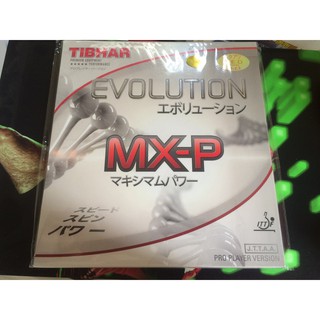 TIBHAR
EVOLUTION
エボリューション
MX-P
マキシマムパワー
スピード
スピン
パワー
ITTF
J.T.T.A.A.
PRO PLAYER VERSION